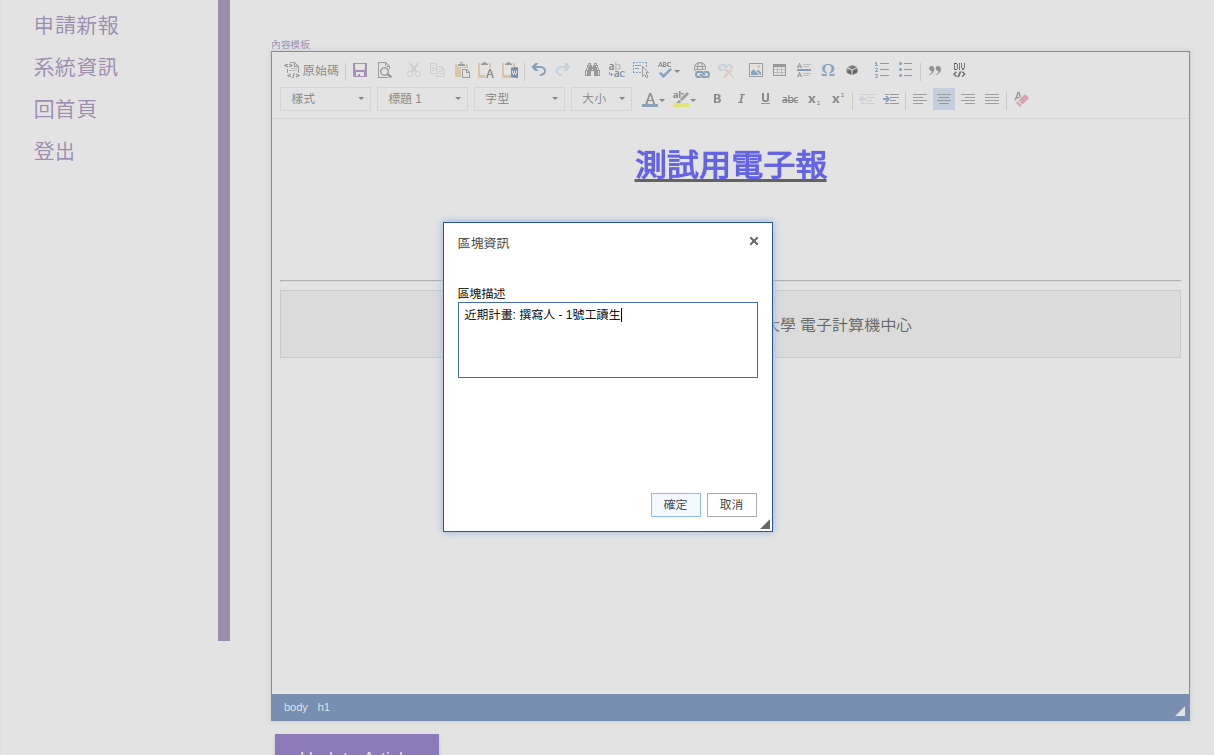 申請新報
系統資訊
回首頁
登出
內容模板
原始碼
樣式 標題 1 字型 大小
測試用電子報
區塊資訊
區塊描述
近期計畫: 撰寫人 - 1號工讀生
確定 取消
大學 電子計算機中心
body h1